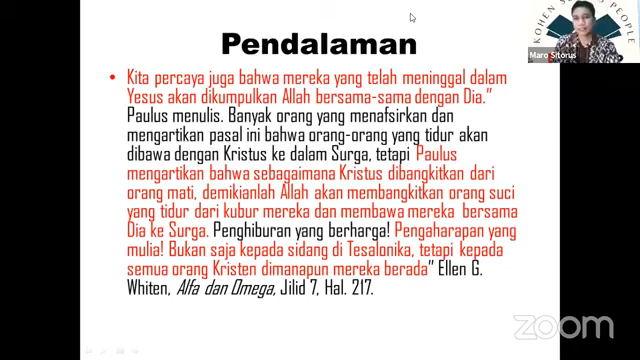 KOHEN SCHOLS PEOPLE
Maro Sitorus
Pendalaman
• Kita percaya juga bahwa mereka yang telah meninggal dalam
Yesus akan dikumpulkan Allah bersama-sama dengan Dia.”
Paulus menulis. Banyak orang yang menafsirkan dan
mengartikan pasal ini bahwa orang-orang yang tidur akan
dibawa dengan Kristus ke dalam Surga, tetapi Paulus
mengartikan bahwa sebagaimana Kristus dibangkitkan dari
orang mati, demikianlah Allah akan membangkitkan orang suci
yang tidur dari kubur mereka dan membawa mereka bersama
Dia ke Surga. Penghiburan yang berharga! Pengaharapan yang
mulia! Bukan saja kepada sidang di Tesalonika, tetapi kepada
semua orang Kristen dimanapun mereka berada” Ellen G.
Whiten, Alfa dan Omega, Jilid 7, Hal. 217.
zoom